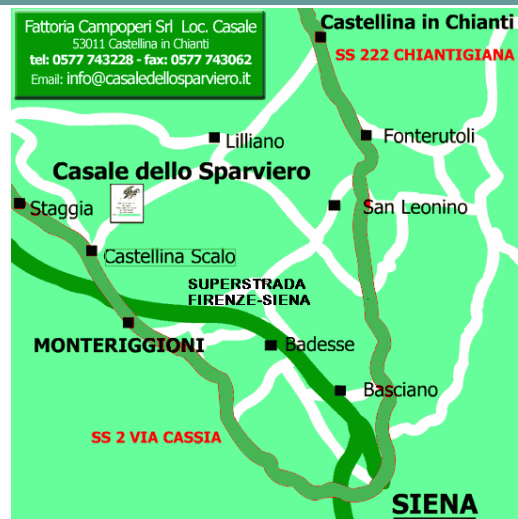 Fattoria Campoperi Srl Loc. Casale
53011 Castellina in Chianti
tel: 0577 743228 - fax: 0577 743062
Email: info@casaledellosparviero.it
Castellina in Chianti
SS 222 CHIANTIGIANA
Lilliano
Fonterutoli
Casale dello Sparviero
Staggia
San Leonino
Castellina Scalo
SUPERSTRADA
FIRENZE-SIENA
MONTERIGGIONI
Badesse
Basciano
SS 2 VIA CASSIA
SIENA